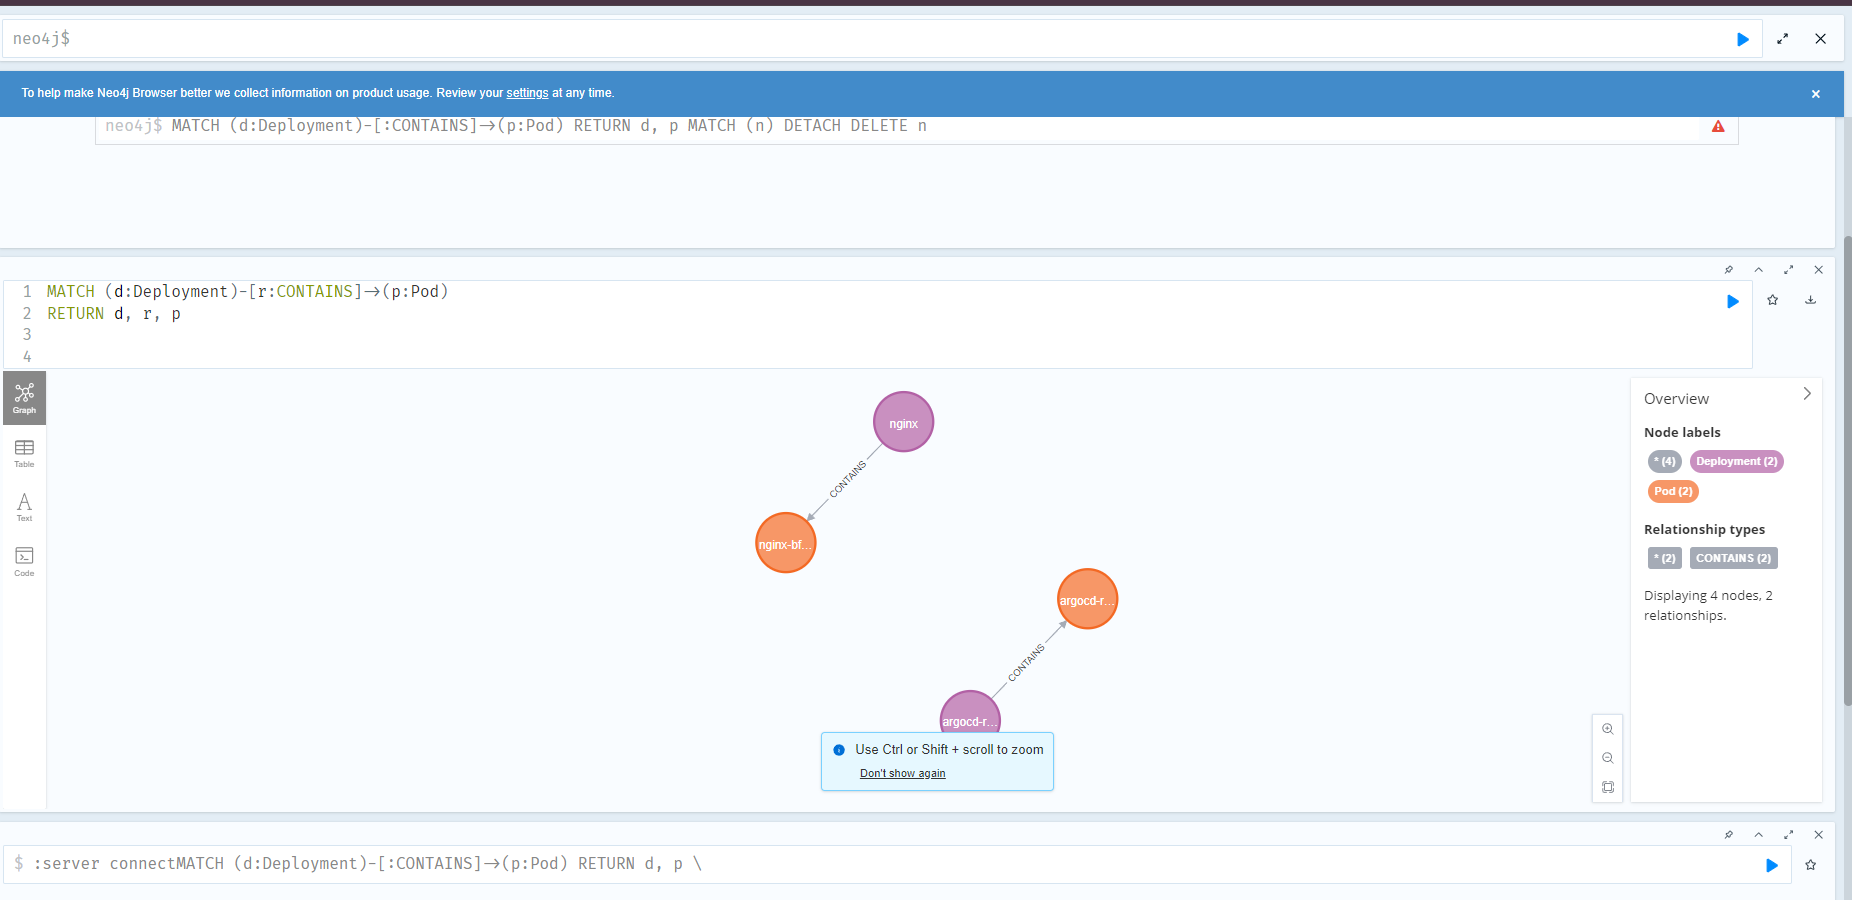 neo4j$
To help make Neo4j Browser better we collect information on product usage. Review your settings at any time.
neo4j$ MATCH (d:Deployment)-[:CONTAINS]->(p:Pod) RETURN d, p MATCH (n) DETACH DELETE n
1 MATCH (d:Deployment)-[r:CONTAINS]->(p:Pod)
2 RETURN d, r, p
3
4
Graph
Table
Text
Code
nginx
CONTAINS
nginx-bf...
argocd-r...
CONTAINS
argocd-r...
Use Ctrl or Shift + scroll to zoom
Don't show again
Overview
Node labels
* (4) Deployment (2)
Pod (2)
Relationship types
* (2) CONTAINS (2)
Displaying 4 nodes, 2
relationships.
$ :server connectMATCH (d:Deployment)-[:CONTAINS]->(p:Pod) RETURN d, p \